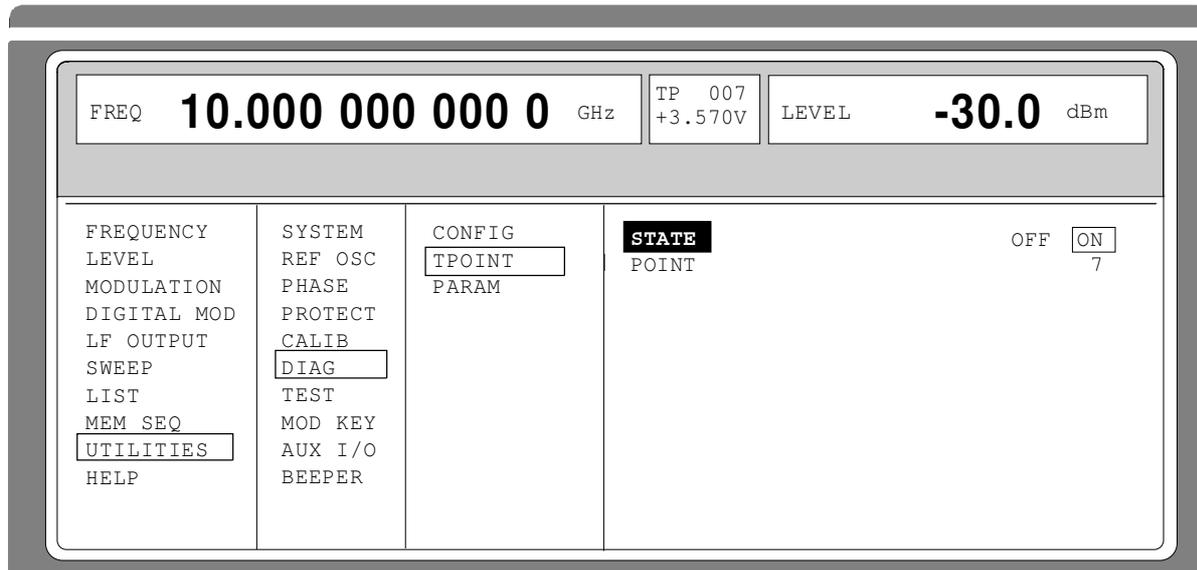 FREQ 10.000 000 000 0 GHz
TP 007
+3.570V
LEVEL -30.0 dBm
FREQUENCY
LEVEL
MODULATION
DIGITAL MOD
LF OUTPUT
SWEEP
LIST
MEM SEQ
UTILITIES
HELP
SYSTEM
REF OSC
PHASE
PROTECT
CALIB
DIAG
TEST
MOD KEY
AUX I/O
BEEPER
CONFIG
TPOINT
PARAM
STATE OFF ON
POINT 7